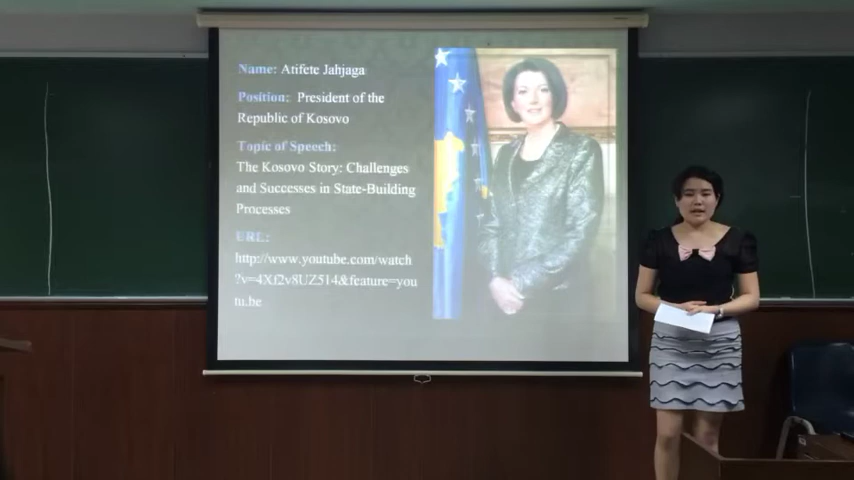 Name: Atifete Jahjaga
Position: President of the
Republic of Kosovo
Topic of Speech:
The Kosovo Story: Challenges
and Successes in State-Building
Processes
URL:
http://www.youtube.com/watch
?v=4Xf2v8UZ514&feature=you
tu.be